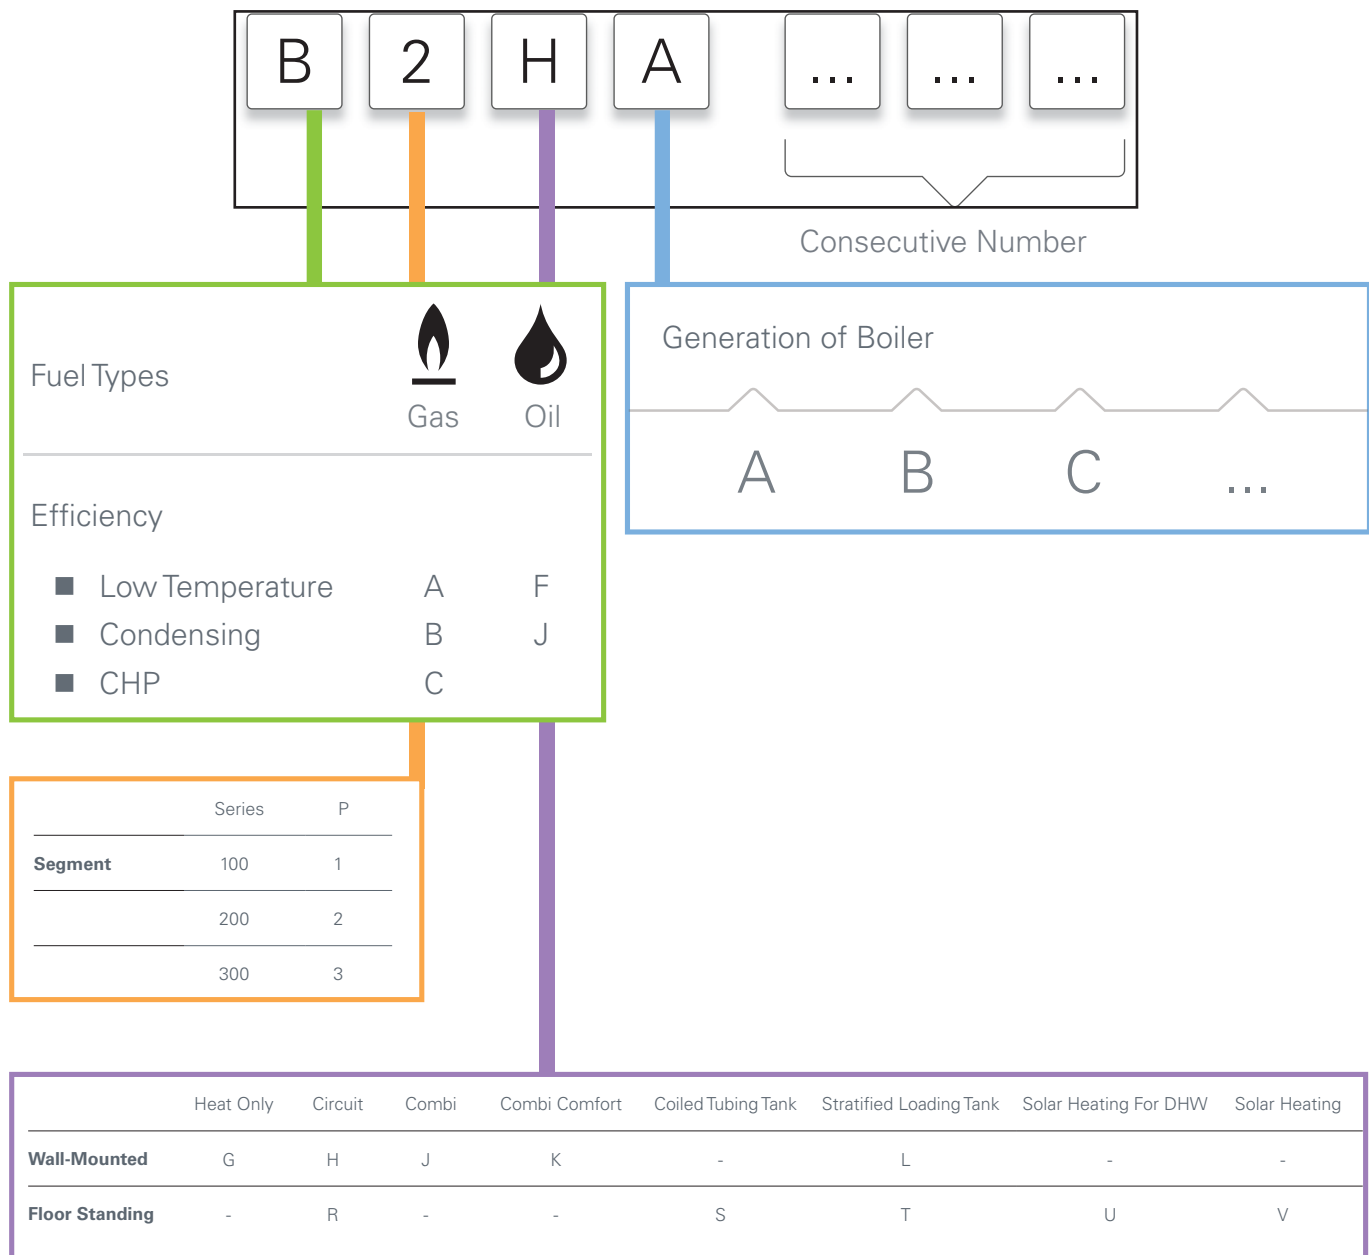 B 2 H A ... ... ...
Consecutive Number
Fuel Types
Gas Oil
Efficiency
Low Temperature A F
Condensing B J
CHP C
Generation of Boiler
A B C ...
Series P
Segment 100 1
200 2
300 3
Heat Only Circuit Combi Combi Comfort Coiled Tubing Tank Stratified Loading Tank Solar Heating For DHW Solar Heating
Wall-Mounted G H J K - L - -
Floor Standing - R - - S T U V